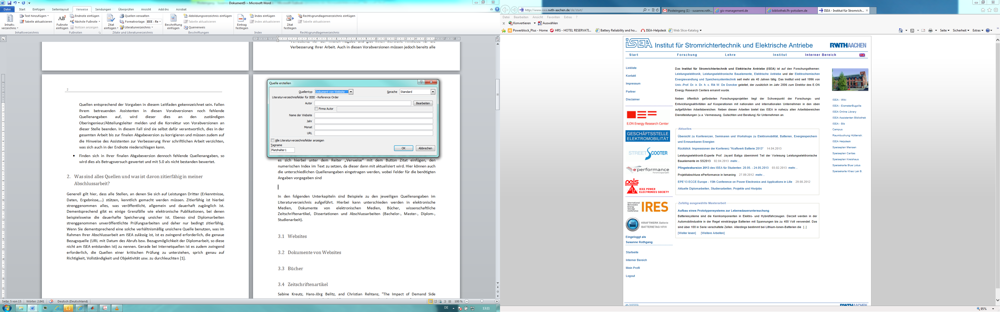 Dokument5 - Microsoft Word
Datei Start Einfügen Seitenlayout Verweise Sendungen Überprüfen Ansicht Add-Ins Acrobat
Inhalts-verzeichnis
Text hinzufügen
Tabelle aktualisieren
Inhaltsverzeichnis
AB¹
Fußnote einfügen
Endnote einfügen
Nächste Fußnote
Notizen anzeigen
Fußnoten
Zitat einfügen
Quellen verwalten
Formatvorlage: IEEE - Re
Literaturverzeichnis
Zitate und Literaturverzeichnis
Beschriftung einfügen
Abbildungsverzeichnis einfügen
Tabelle aktualisieren
Querverweis
Beschriftungen
Eintrag festlegen
Index einfügen
Index aktualisieren
Index
Zitat festlegen
Rechtsgrundlagenverzeichnis einfügen
Tabelle aktualisieren
Rechtsgrundlagenverzeichnis
Verbesserung Ihrer Arbeit. Auch in diesen Vorabversionen müssen jedoch bereits alle
2
Quellen entsprechend der Vorgaben in diesem Leitfaden gekennzeichnet sein. Fallen
Ihrem betreuenden Assistenten in diesen Vorabversionen noch fehlende
Quellenangaben auf, wird dieser dies an den zuständigen
Oberingenieur/Abteilungsleiter melden und die Korrektur von Vorabversionen an
dieser Stelle beenden. In diesem Fall sind sie selbst dafür verantwortlich, dies in der
gesamten Arbeit bis zur finalen Abgabeversion zu korrigieren und müssen zudem auf
die Hinweise des Assistenten zur Verbesserung Ihrer schriftlichen Arbeit verzichten,
was sich auch in der Endnote niederschlagen kann.
• Finden sich in Ihrer finalen Abgabeversion dennoch fehlende Quellenangaben, so
wird dies als Betrugsversuch gewertet und mit 5.0 als nicht bestanden bewertet.
2. Was sind alles Quellen und was ist davon zitierfähig in meiner
Abschlussarbeit?
Generell gilt hier, dass alle Stellen, an denen Sie sich auf Leistungen Dritter (Erkenntnisse,
Daten, Ergebnisse,...) stützen, kenntlich gemacht werden müssen. Zitierfähig ist hierbei
strenggenommen alles, was veröffentlicht, allgemein und dauerhaft zugänglich ist.
Dementsprechend gibt es einige Grenzfälle wie elektronische Publikationen, bei denen
beispielsweise die dauerhafte Speicherung unsicher ist. Ebenso sind Diplomarbeiten
strenggenommen unveröffentlichte Prüfungsarbeiten und daher nur bedingt zitierfähig.
Wenn Sie dementsprechend eine solche verhältnismäßig unsichere Quelle benutzen, was im
Rahmen Ihrer Abschlussarbeit am ISEA zulässig ist, ist es zwingend erforderlich, die genaue
Bezugsquelle (URL mit Datum des Abrufs bzw. Bezugsmöglichkeit der Diplomarbeit, so diese
nicht am ISEA entstanden ist) zu nennen. Gerade bei Internetquellen ist es zudem zwingend
erforderlich, die Quellen einer kritischen Prüfung zu unterziehen, sprich genau auf
Richtigkeit, Vollständigkeit und Objektivität usw. zu durchleuchten [1].
Quelle erstellen
Quellentyp Dokument von Website Sprache Standard
Literaturverzeichnisfelder für IEEE - Reference Order
Autor Bearbeiten
Firma Autor
Name der Website
Jahr
Monat
URL
Alle Literaturverzeichnisfelder anzeigen
Tagname
Platzhalter1
OK Abbrechen
es sich hierbei unter dem Reiter „Verweise“ mit dem Button Zitat einfügen, den
numerischen Index im Text zu setzen, da dieser dann mit aktualisiert wird. Hier können auch
die unterschiedlichen Quellenangaben eingetragen werden, wobei Felder für die benötigten
Angaben vorgegeben sind
In den folgenden Unterkapiteln sind Beispiele zu den jeweiligen Quellenangaben im
Literaturverzeichnis aufgeführt. Hierbei kann unterschieden werden in elektronische
Medien, Dokumente von elektronischen Medien, Bücher, wissenschaftliche
Zeitschriftenartikel, Dissertationen und Abschlussarbeiten (Bachelor-, Master-, Diplom-,
Studienarbeit).
3.1 Websites
3.2 Dokumente von Websites
3.3 Bücher
3.4 Zeitschriftenartikel
Sabine Kreutz, Hans-Jörg Belitz, and Christian Rehtanz, "The Impact of Demand Side
Seite: 5 von 15 Wörter: 2.841 Deutsch (Deutschland) 100 %
DE 13:11
http://www.isea.rwth-aachen.de/de/start/
Posteingang (1) - susanne.roth...
gis-management.de
bibliothek.fh-potsdam.de
ISEA - Institut für Stromrich...
Datei Bearbeiten Ansicht Favoriten Extras ?
Konvertieren Auswählen
Powerblock_Plus - Home HRS - HOTEL RESERVATI... Battery Reliability and ho... ISEA-Helpdesk Web Slice-Katalog
Seite Sicherheit Extras
iSEA Institut für Stromrichtertechnik und Elektrische Antriebe RWTHAACHEN
Start Forschung Lehre Institut Interner Bereich
Linkliste
Kontakt
Impressum
Partner
Disclaimer
E.ON Energy Research Center
GESCHÄFTSSTELLE
ELEKTROMOBILITÄT
STREETSCOOTER
eperformance
Forschungsprojekt
pels
IEEE POWER
ELECTRONICS SOCIETY
International
Renewable
Energy
Storage
Conference
IRES
KRAFTWERK Batterie
BATTERIETAG NRW
Eingeloggt als
Susanne Rothgang
Startseite
Interner Bereich
Mein Profil
Logout
Das Institut für Stromrichtertechnik und Elektrische Antriebe (ISEA) ist auf den Forschungsthemen:
Leistungselektronik, Leistungselektronische Bauelemente, Elektrische Antriebe und der Elektrochemischen
Energiewandlung und Speichersystemtechnik seit mehr als 40 Jahren tätig. Das Institut wird seit 1996 von
Univ.-Prof. Dr. ir. Dr. h. c. Rik W. De Doncker geleitet, der zusätzlich im Jahr 2006 zum Direktor des E.ON
Energy Research Centers ernannt wurde.
Neben öffentlich geförderten Forschungsprojekten liegt der Schwerpunkt der Forschungs- und
Entwicklungsaktivitäten auf Kooperationen mit nationalen und internationalen Unternehmen in den oben
aufgeführten Arbeitsbereichen. Neben diesen Arbeiten bietet das ISEA in nahezu allen Arbeitsbereichen
Dienstleistungen (u.a. Vermessung, Gutachten und Beratung) für Unternehmen an.
Aktuelles
Übersicht zu Konferenzen, Seminaren und Workshops zu Elektromobilität, Batterien, Energiespeichern
und Erneuerbaren Energien
Rückblick: Impressionen der Konferenz "Kraftwerk Batterie 2013" 14.04.2013
Leistungselektronik-Experte Prof. Jayant Baliga übernimmt Teil der Vorlesung Leistungselektronische
Bauelemente im SS2013 02.04.2013 mehr...
Pfingstexkursion 2013 des ISEA für Studenten: 20.05. - 24.05.2013 03.02.2013 mehr...
Projektabschluss ePerformance in Ismaning 27.09.2012 mehr...
EPE'13 ECCE Europe - 15th Conference on Power Electronics and Applications in Lille 29.08.2012
Aktuelle Diplomarbeiten, Studienarbeiten, Projekte und Hiwijobs
Zufällig ausgewählte Masterarbeit
Aufbau eines Prototypensystems zur Lebensdaueruntersuchung
Batteriesysteme sind die Kernkomponenten in Elektro- und Hybridfahrzeugen. Derzeit werden in der
Automobilindustrie in der Regel einsträngige Batterien mit Spannungen bis zu 400 Volt verwendet. Das
sind über 100 in Serie verschaltete Zellen. Allerdings bestimmt bei Lithium-Ionen-Batterien die [..]
[Weiter lesen] [Weitere Arbeiten]
ISEA - Wiki
ISEA - EismeterBugzilla
ISEA Online Library
ISEA Assistenten Bibliothek
ISEA - Bib
Campus
Raumbuchung Hüttenstr.
ISEA Helpdesk
Speiseplan Mensen
Speiseplan Caritas
Speiseplan Kreishaus
Speisekarte Blue Lotus
Speisekarte Khao Lak B.
95%